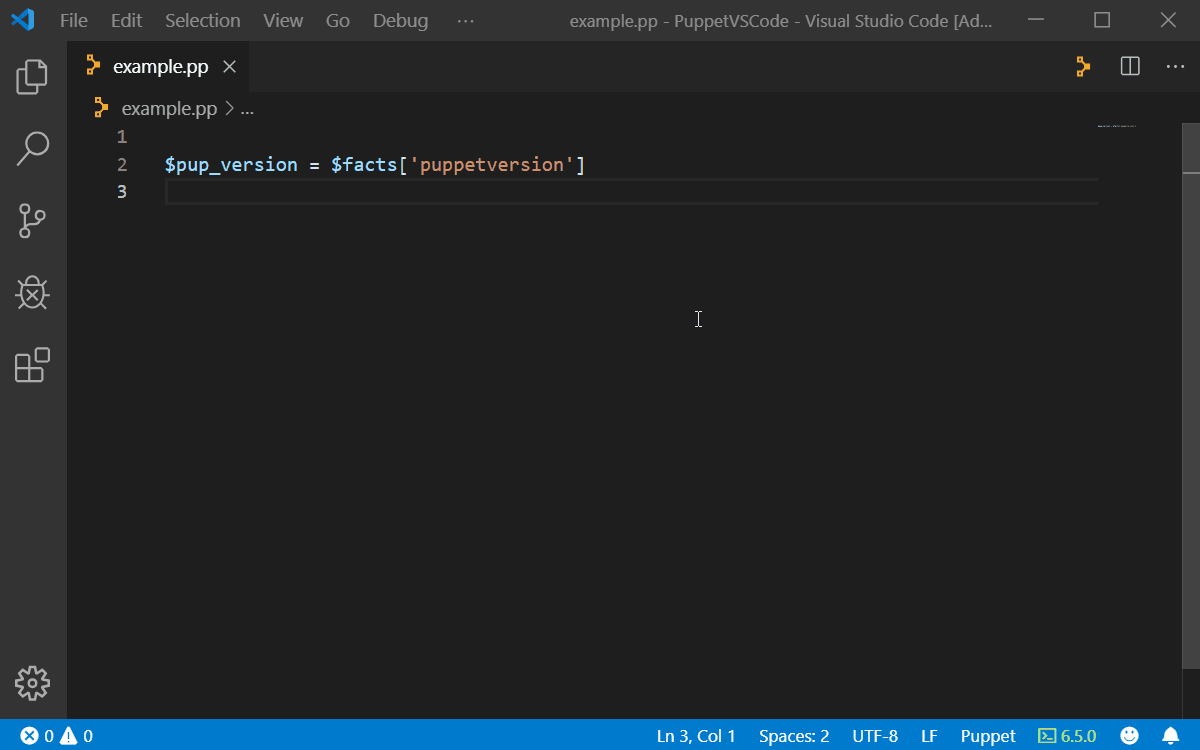 File Edit Selection View Go Debug ··· example.pp - PuppetVSCode - Visual Studio Code [Ad...
example.pp
example.pp > ...
1
2 $pup_version = $facts['puppetversion']
3
0 0 Ln 3, Col 1 Spaces: 2 UTF-8 LF Puppet 6.5.0